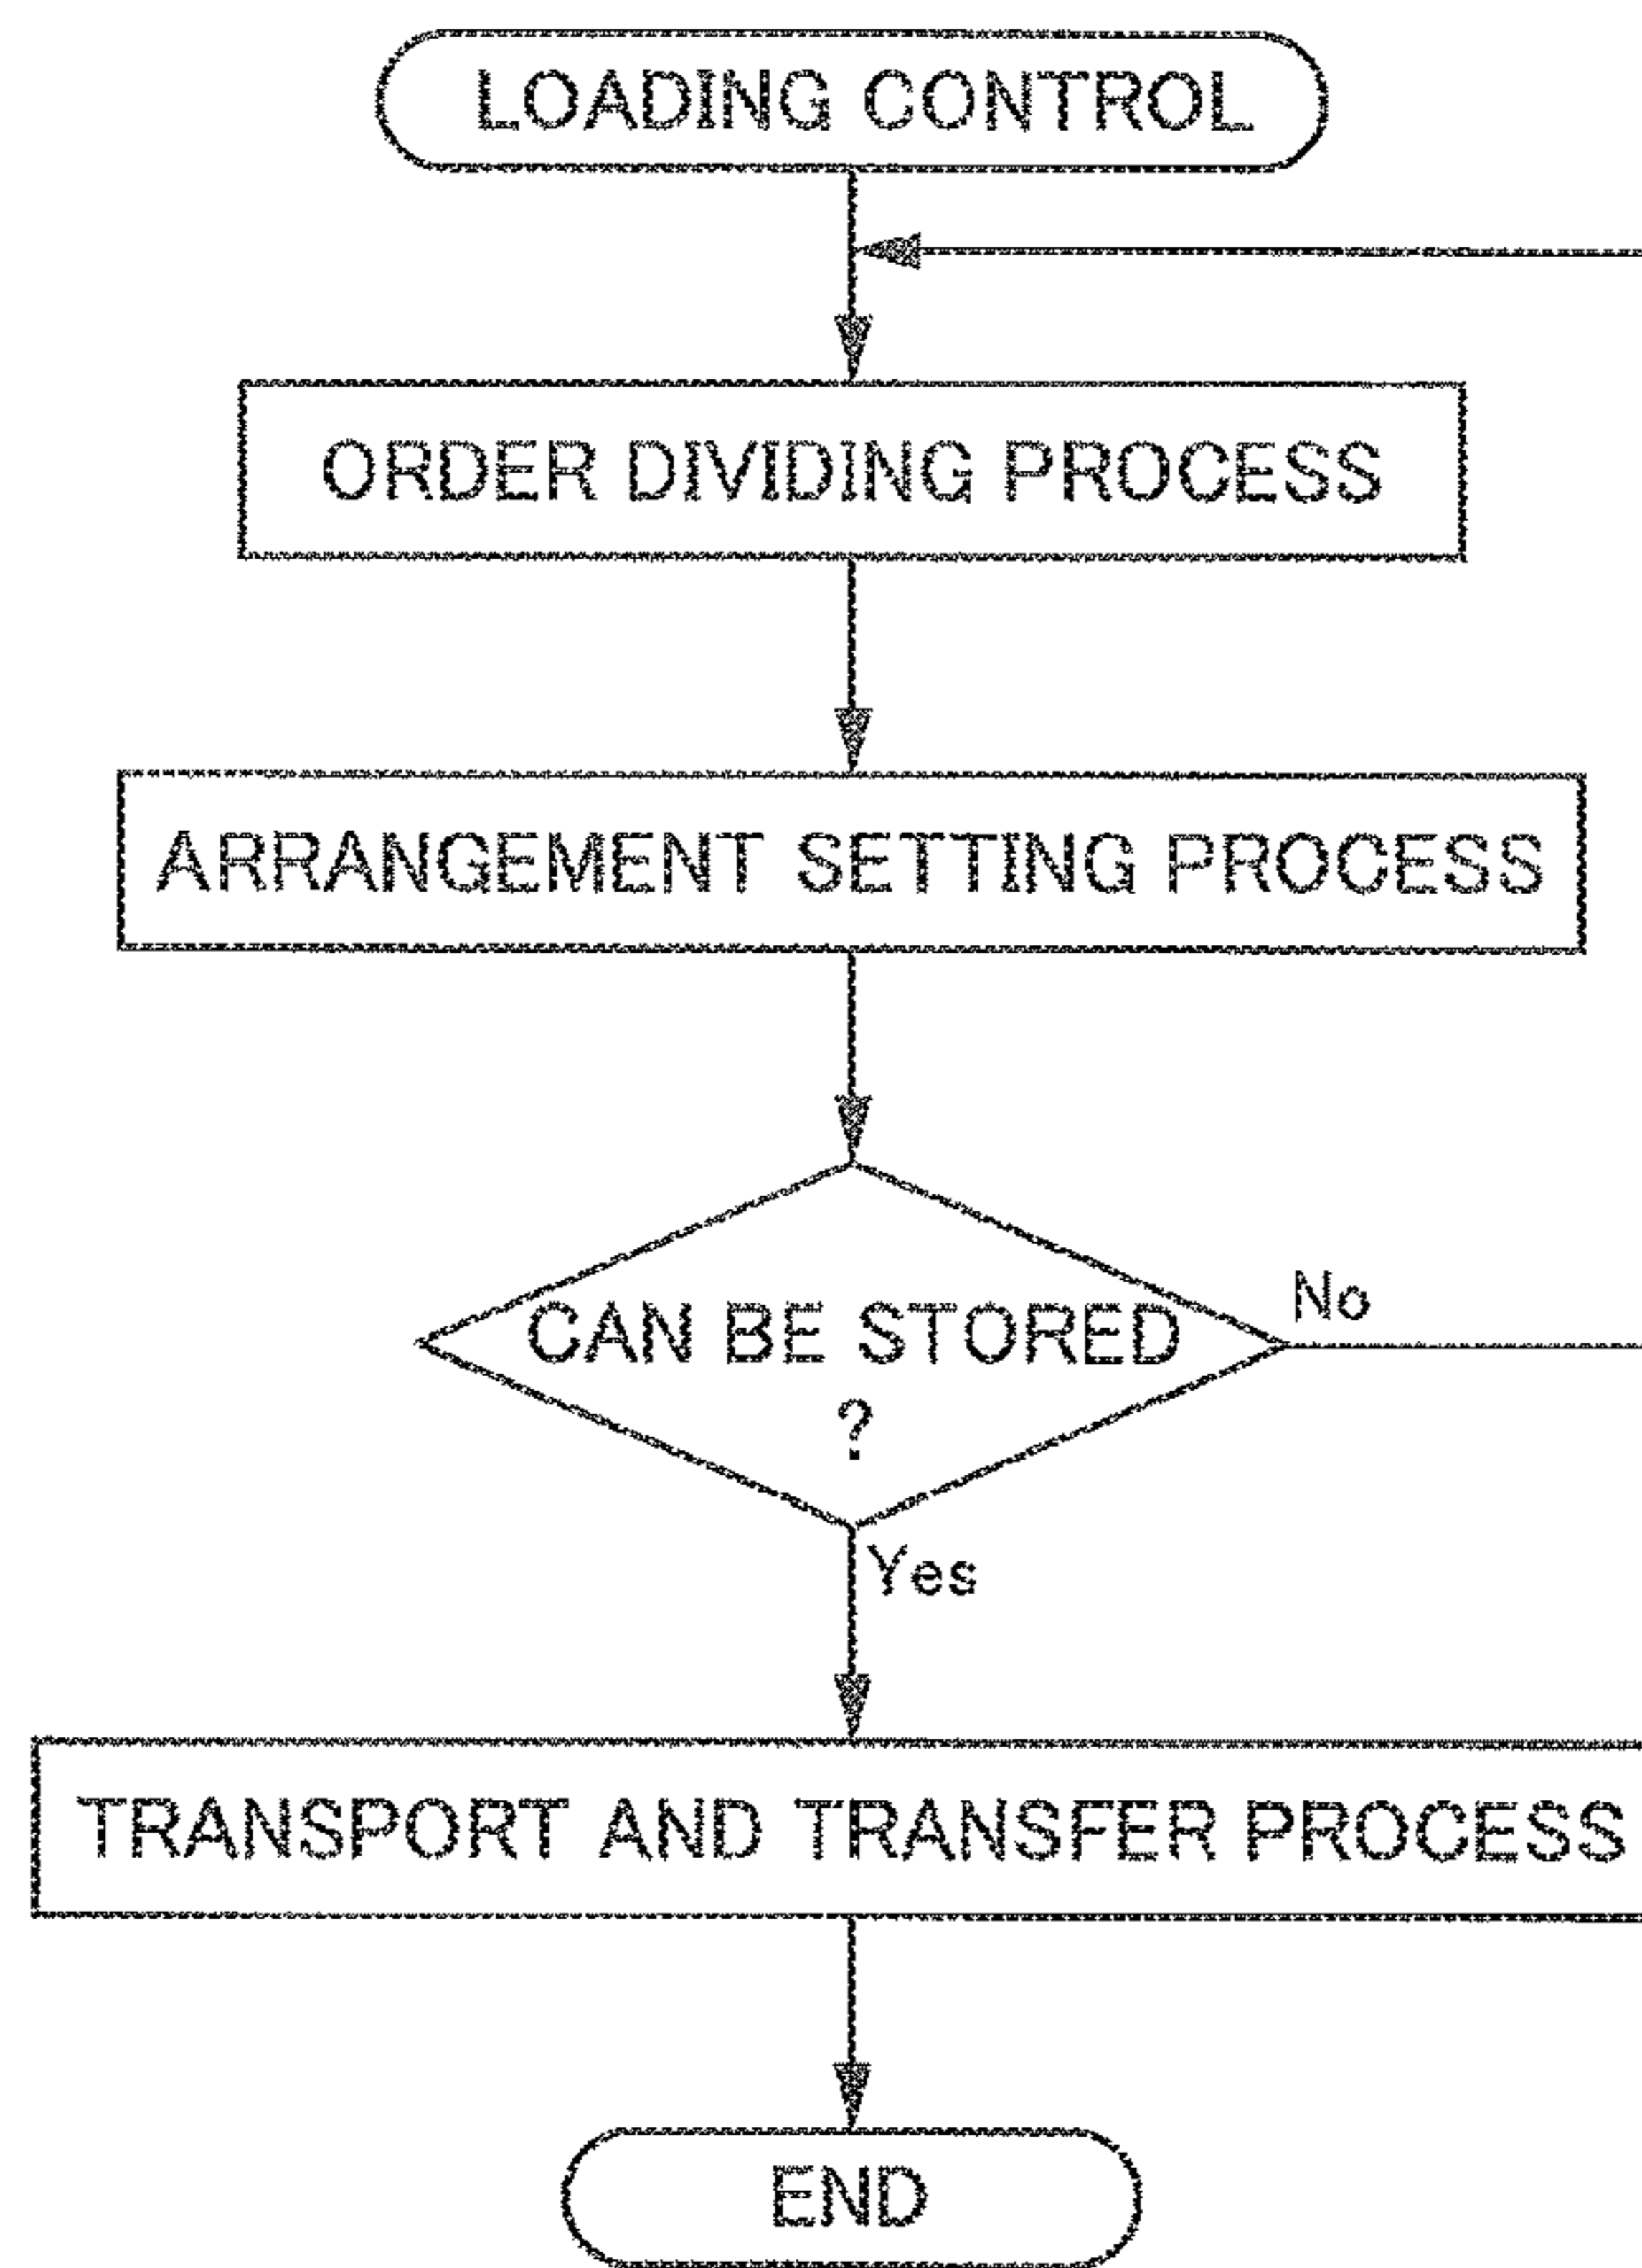 LOADING CONTROL
ORDER DIVIDING PROCESS
ARRANGEMENT SETTING PROCESS
CAN BE STORED
?
No
Yes
TRANSPORT AND TRANSFER PROCESS
END